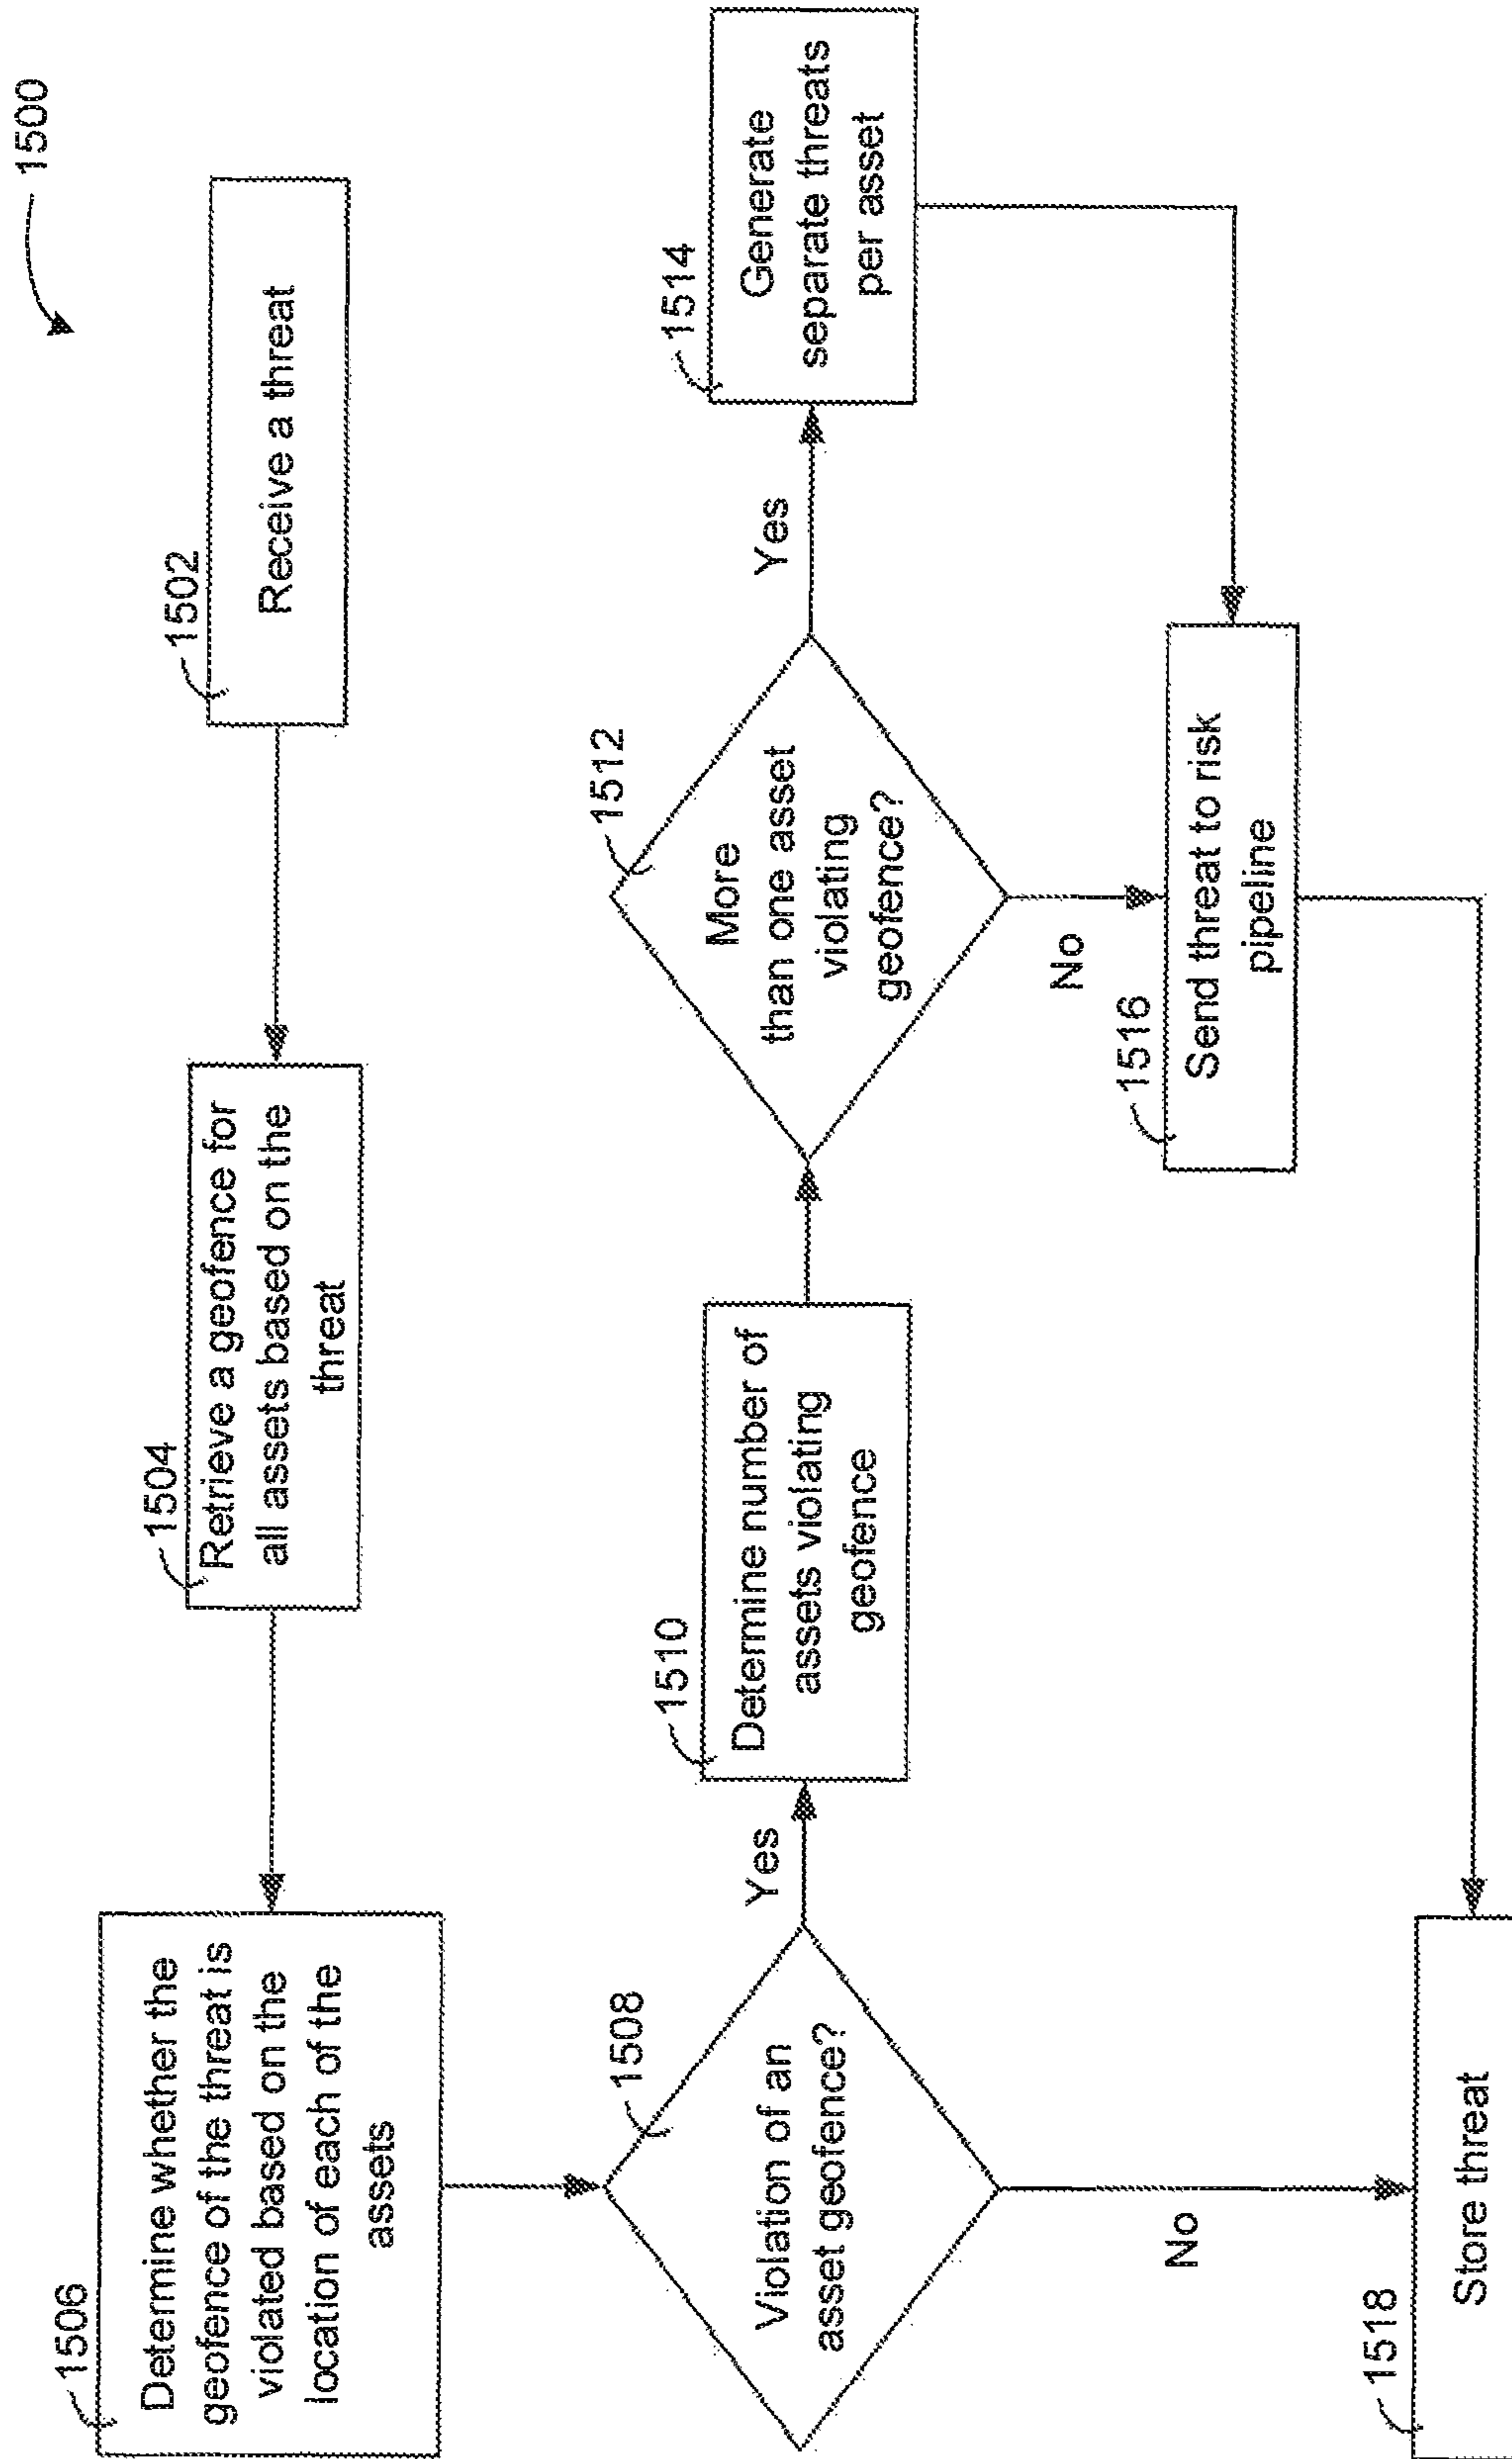 1500
1502
Receive a threat
1504
Retrieve a geofence for
all assets based on the
threat
1506
Determine whether the
geofence of the threat is
violated based on the
location of each of the
assets
1508
Violation of an
asset geofence?
Yes
No
1510
Determine number of
assets violating
geofence
1512
More
than one asset
violating
geofence?
Yes
No
1514
Generate
separate threats
per asset
1516
Send threat to risk
pipeline
1518
Store threat